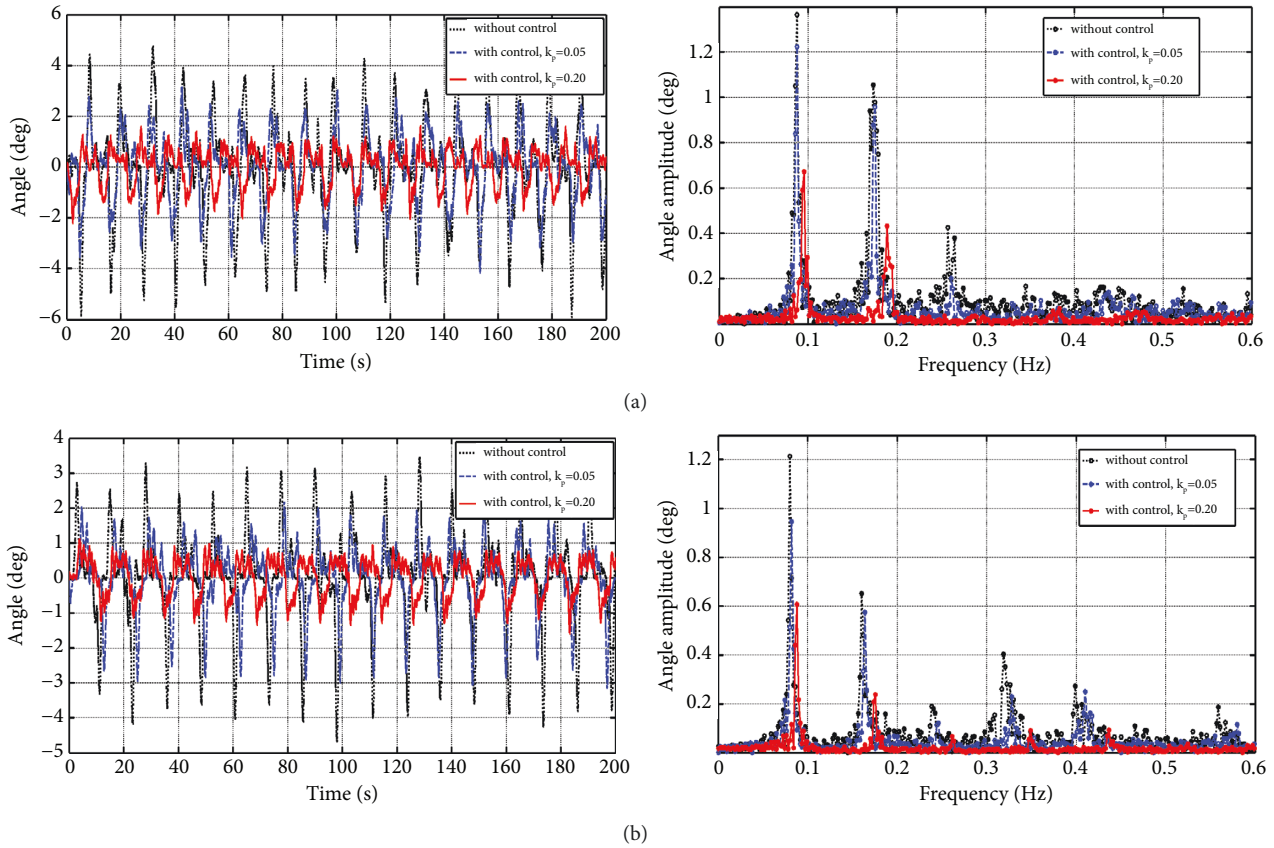 6
4
2
0
−2
−4
−6
Angle (deg)
0
20
40
60
80
100
120
140
160
180
200
Time (s)
without control
with control, kp=0.05
with control, kp=0.20
1.2
1
0.8
0.6
0.4
0.2
Angle amplitude (deg)
0
0.1
0.2
0.3
0.4
0.5
0.6
Frequency (Hz)
without control
with control, kp=0.05
with control, kp=0.20
(a)
4
3
2
1
0
−1
−2
−3
−4
−5
Angle (deg)
0
20
40
60
80
100
120
140
160
180
200
Time (s)
without control
with control, kp=0.05
with control, kp=0.20
1.2
1
0.8
0.6
0.4
0.2
Angle amplitude (deg)
0
0.1
0.2
0.3
0.4
0.5
0.6
Frequency (Hz)
without control
with control, kp=0.05
with control, kp=0.20
(b)